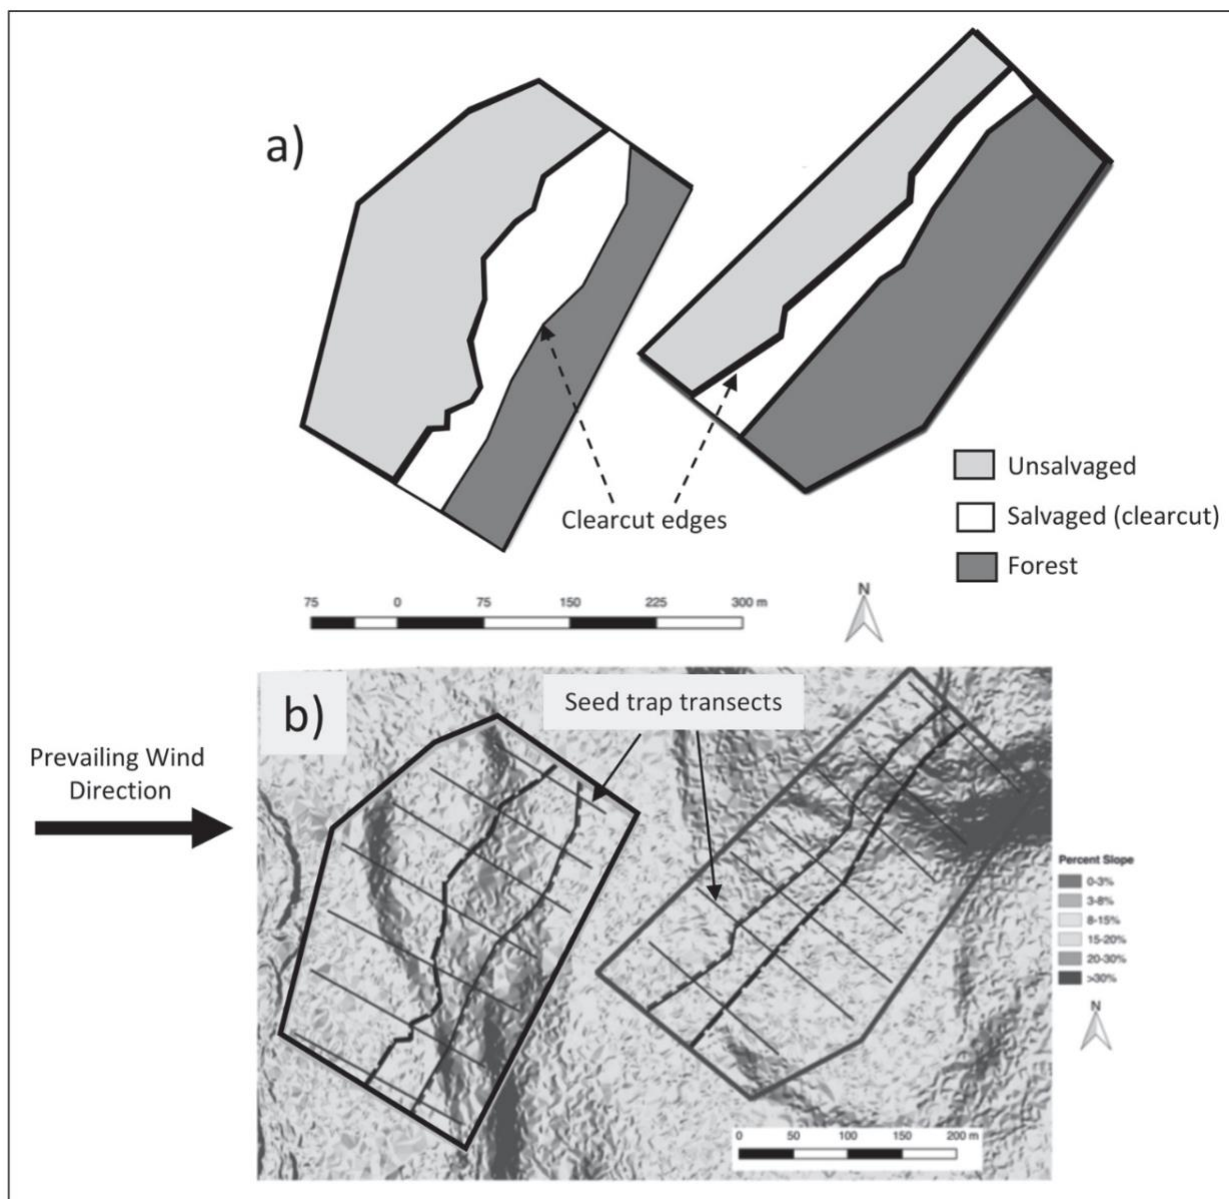 a)
Clearcut edges
Unsalvaged
Salvaged (clearcut)
Forest
75 0 75 150 225 300 m
N
b)
Seed trap transects
Prevailing Wind
Direction
Percent Slope
0-3%
3-8%
8-15%
15-20%
20-30%
>30%
N
0 50 100 150 200 m